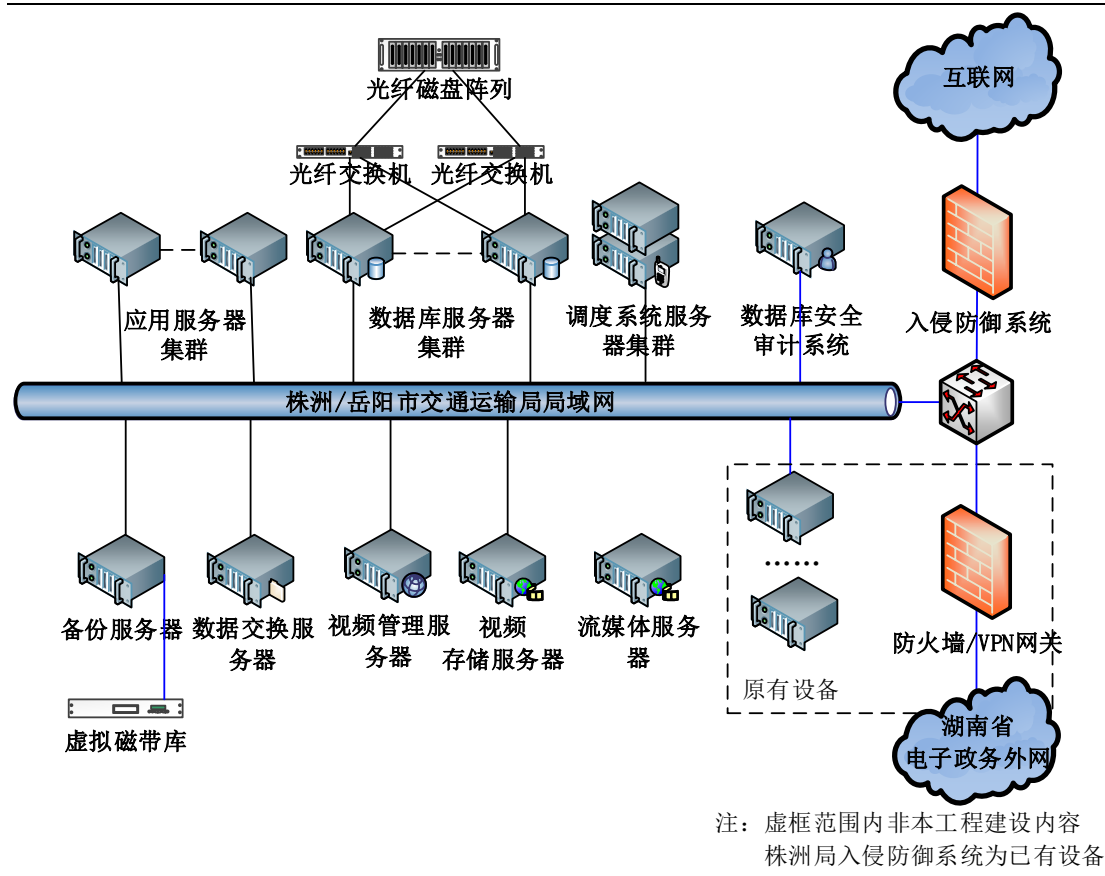 光纤磁盘阵列
互联网
光纤交换机
光纤交换机
应用服务器
集群
数据库服务器
集群
调度系统服务
器集群
数据库安全
审计系统
入侵防御系统
株洲/岳阳市交通运输局局域网
......
备份服务器
数据交换服
务器
视频管理服
务器
视频
存储服务器
流媒体服务
器
防火墙/VPN网关
原有设备
虚拟磁带库
湖南省
电子政务外网
注：虚框范围内非本工程建设内容
株洲局入侵防御系统为已有设备